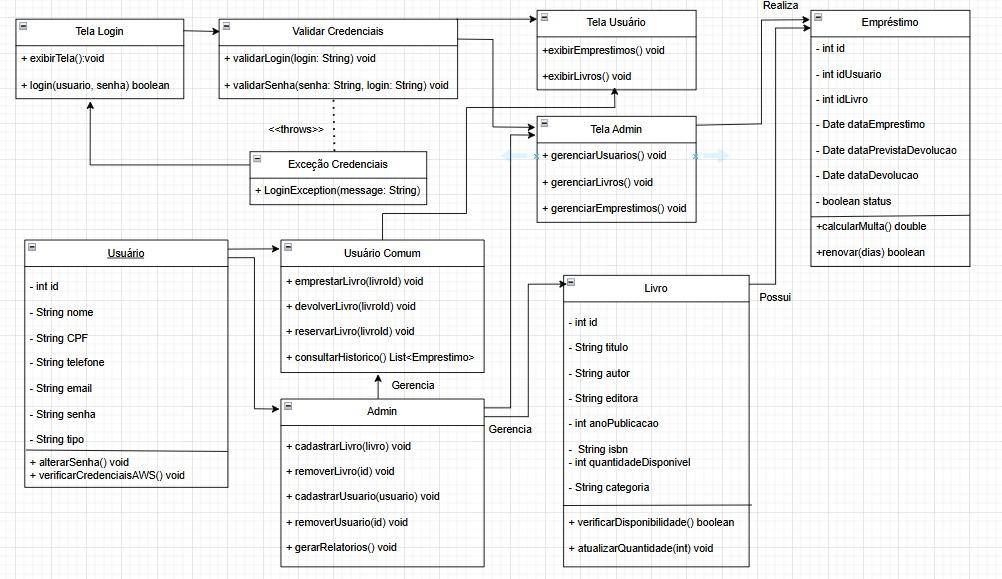 Tela Login
+ exibirTela():void
+ login(usuario, senha) boolean
Validar Credenciais
+ validarLogin(login: String) void
+ validarSenha(senha: String, login: String) void
<<throws>>
Exceção Credenciais
+ LoginException(message: String)
Tela Usuário
+exibirEmprestimos() void
+exibirLivros() void
Tela Admin
+ gerenciarUsuarios() void
+ gerenciarLivros() void
+ gerenciarEmprestimos() void
Realiza
Empréstimo
- int id
- int idUsuario
- int idLivro
- Date dataEmprestimo
- Date dataPrevistaDevolucao
- Date dataDevolucao
- boolean status
+calcularMulta() double
+renovar(dias) boolean
Usuário
- int id
- String nome
- String CPF
- String telefone
- String email
- String senha
- String tipo
+ alterarSenha() void
+ verificarCredenciaisAWS() void
Usuário Comum
+ emprestarLivro(livroId) void
+ devolverLivro(livroId) void
+ reservarLivro(livroId) void
+ consultarHistorico() List<Emprestimo>
Gerencia
Admin
+ cadastrarLivro(livro) void
+ removerLivro(id) void
+ cadastrarUsuario(usuario) void
+ removerUsuario(id) void
+ gerarRelatorios() void
Gerencia
Livro
- int id
- String titulo
- String autor
- String editora
- int anoPublicacao
- String isbn
- int quantidadeDisponivel
- String categoria
+ verificarDisponibilidade() boolean
+ atualizarQuantidade(int) void
Possui